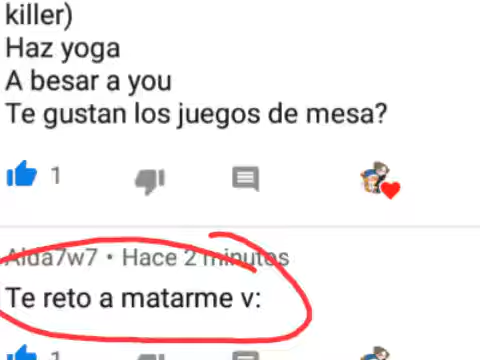 killer)
Haz yoga
A besar a you
Te gustan los juegos de mesa?
1
Alda7w7 • Hace 2 minutos
Te reto a matarme v:
1